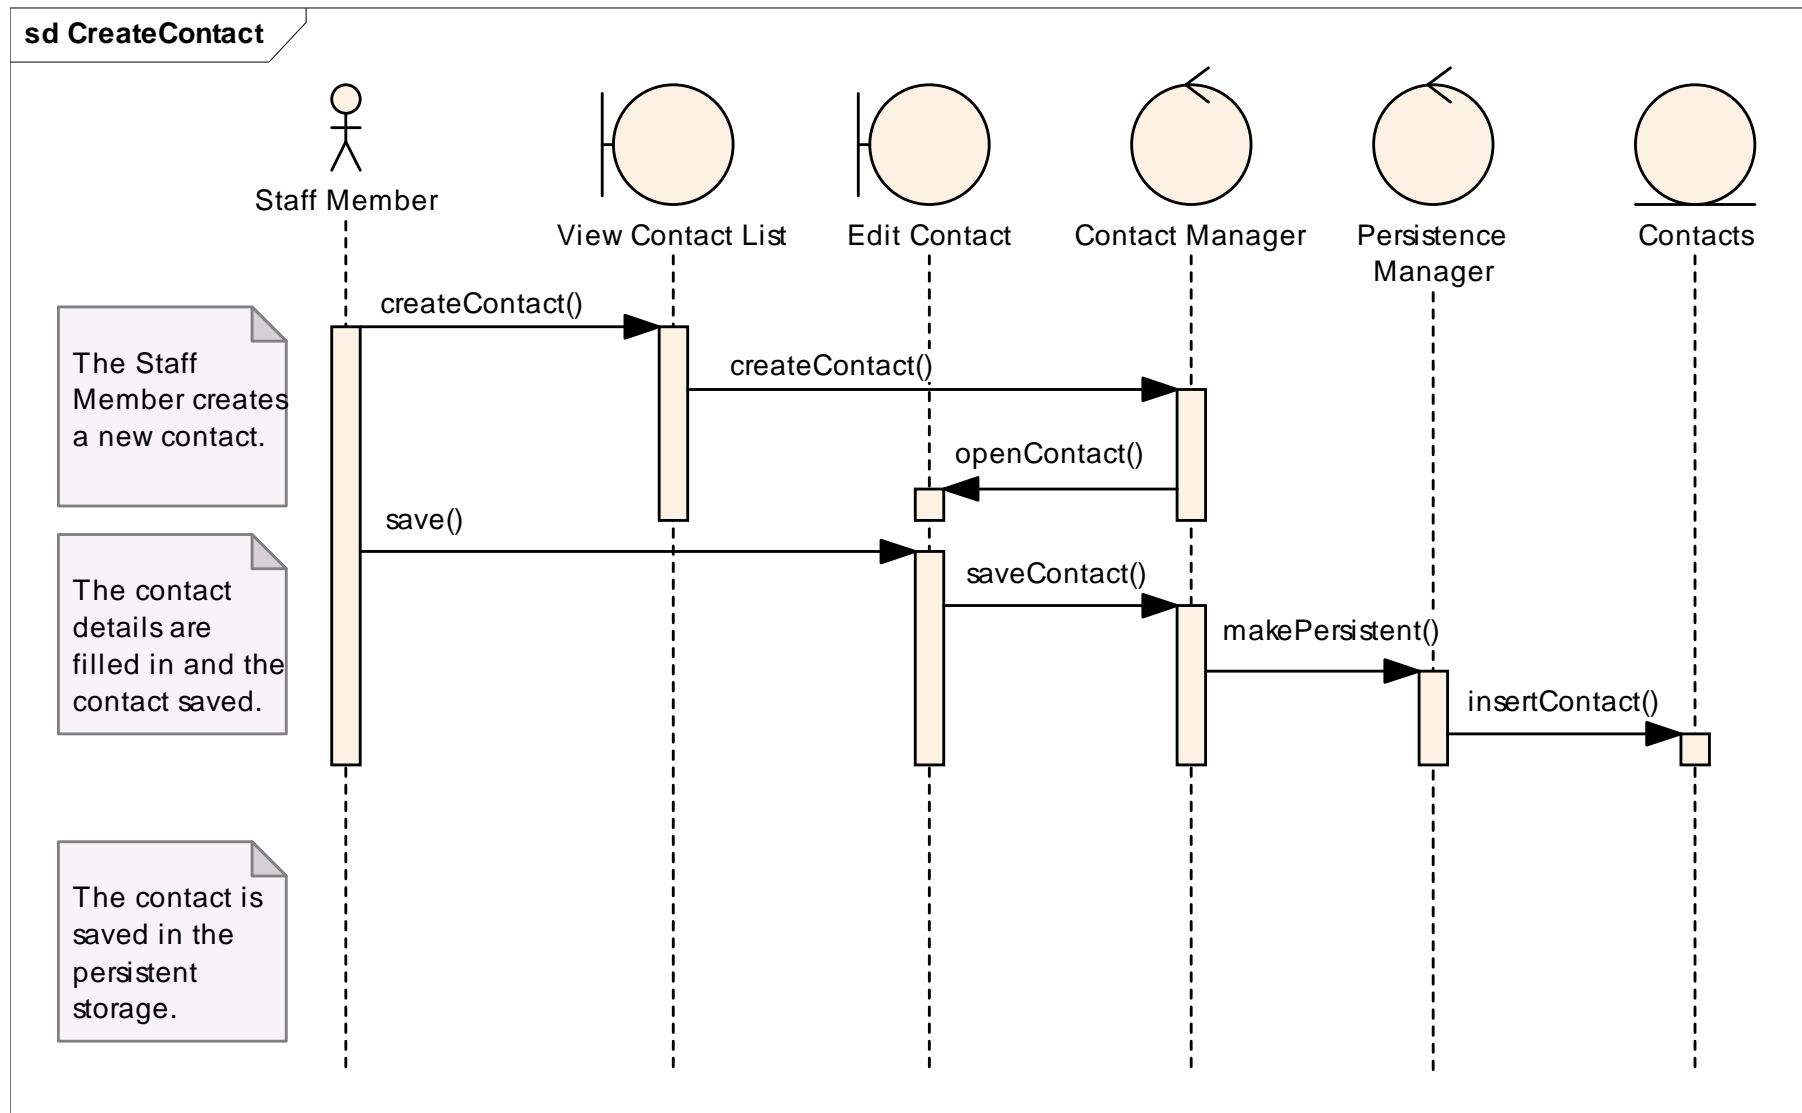 sd CreateContact
Staff Member
View Contact List
Edit Contact
Contact Manager
Persistence
Manager
Contacts
createContact()
The Staff
Member creates
a new contact.
createContact()
openContact()
save()
The contact
details are
filled in and the
contact saved.
saveContact()
makePersistent()
insertContact()
The contact is
saved in the
persistent
storage.